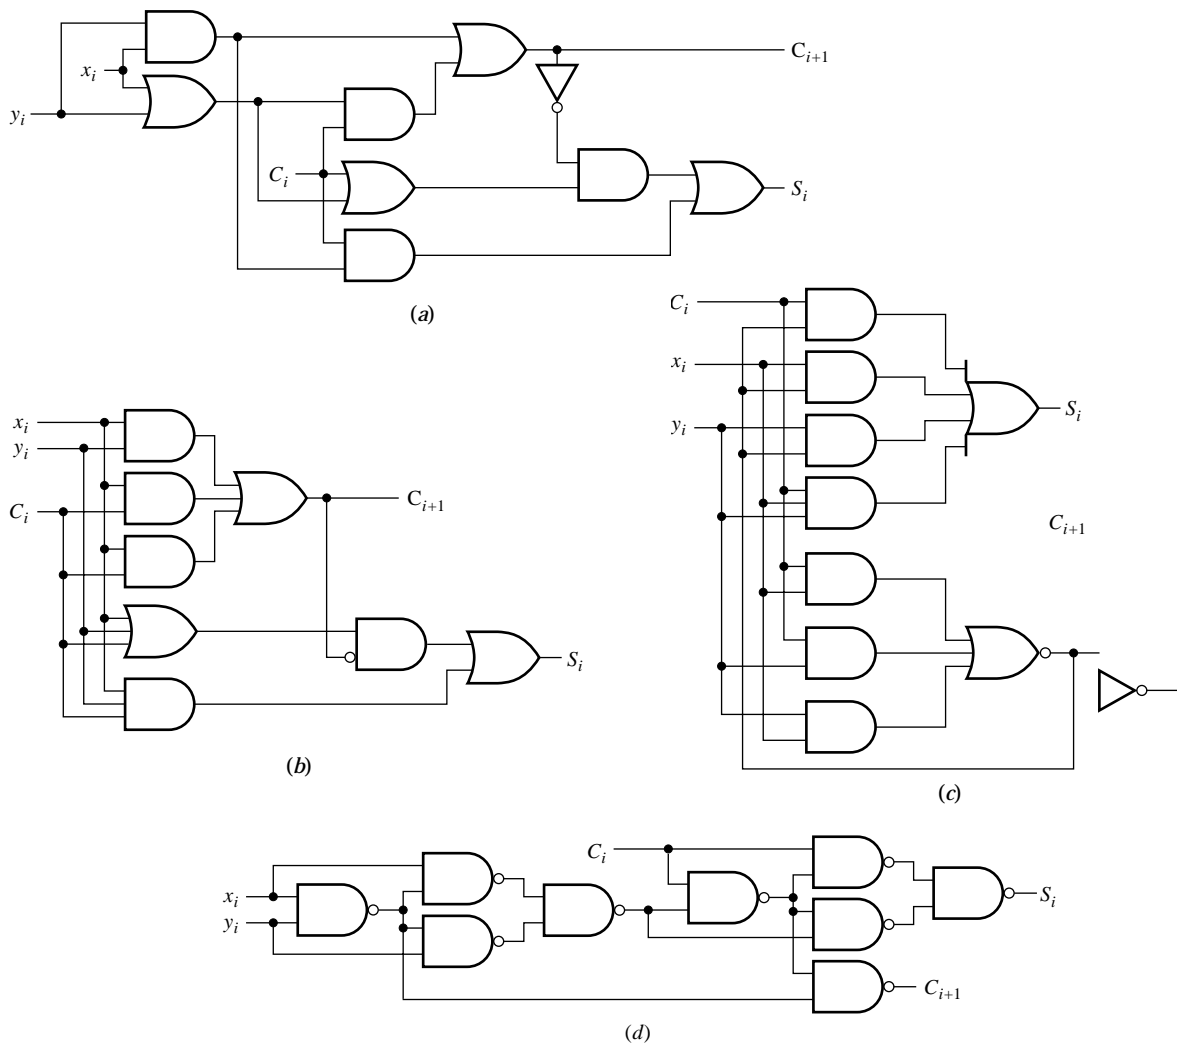 C_{i+1}
x_i
y_i
C_i
S_i
(a)
C_i
x_i
y_i
S_i
C_{i+1}
(c)
x_i
y_i
C_i
C_{i+1}
S_i
(b)
C_i
x_i
y_i
S_i
C_{i+1}
(d)